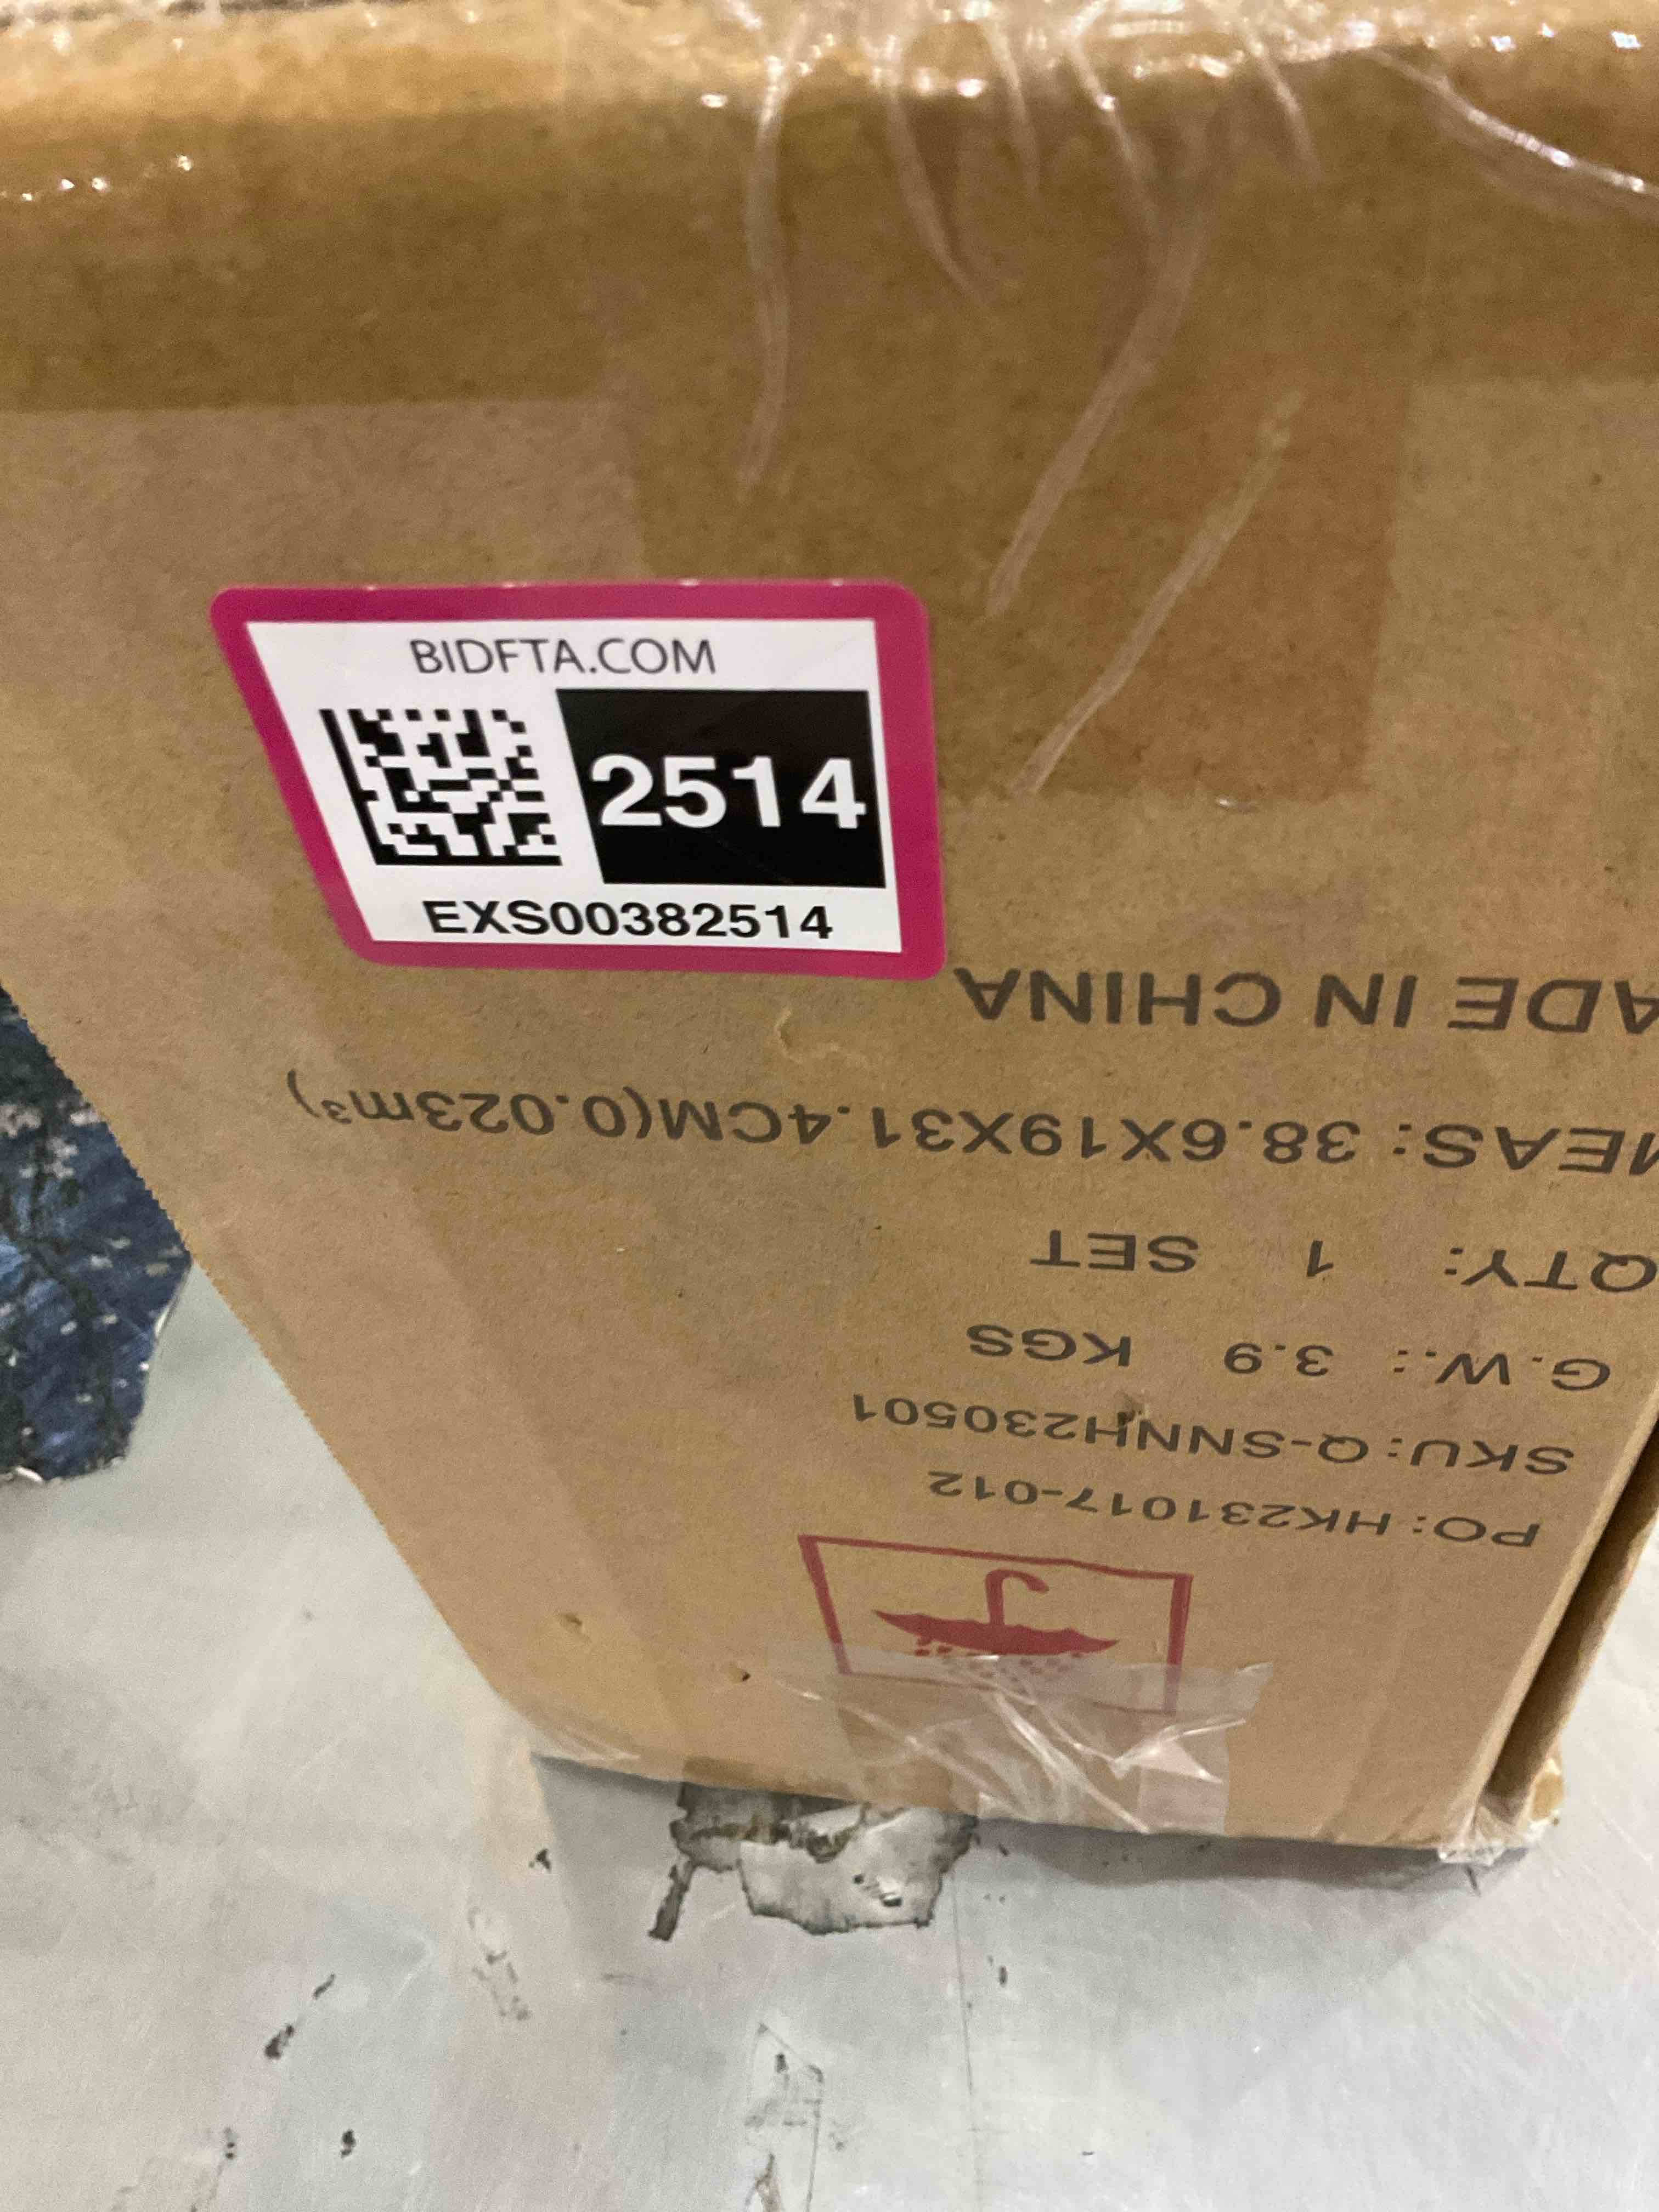 BIDFTA.COM
2514
EXS00382514
PO: HK231017-012
SKU: Q-SNNH230501
G.W.: 3.9 KGS
QTY: 1 SET
MEAS: 38.6X19X31.4CM(0.023m³)
ADE IN CHINA